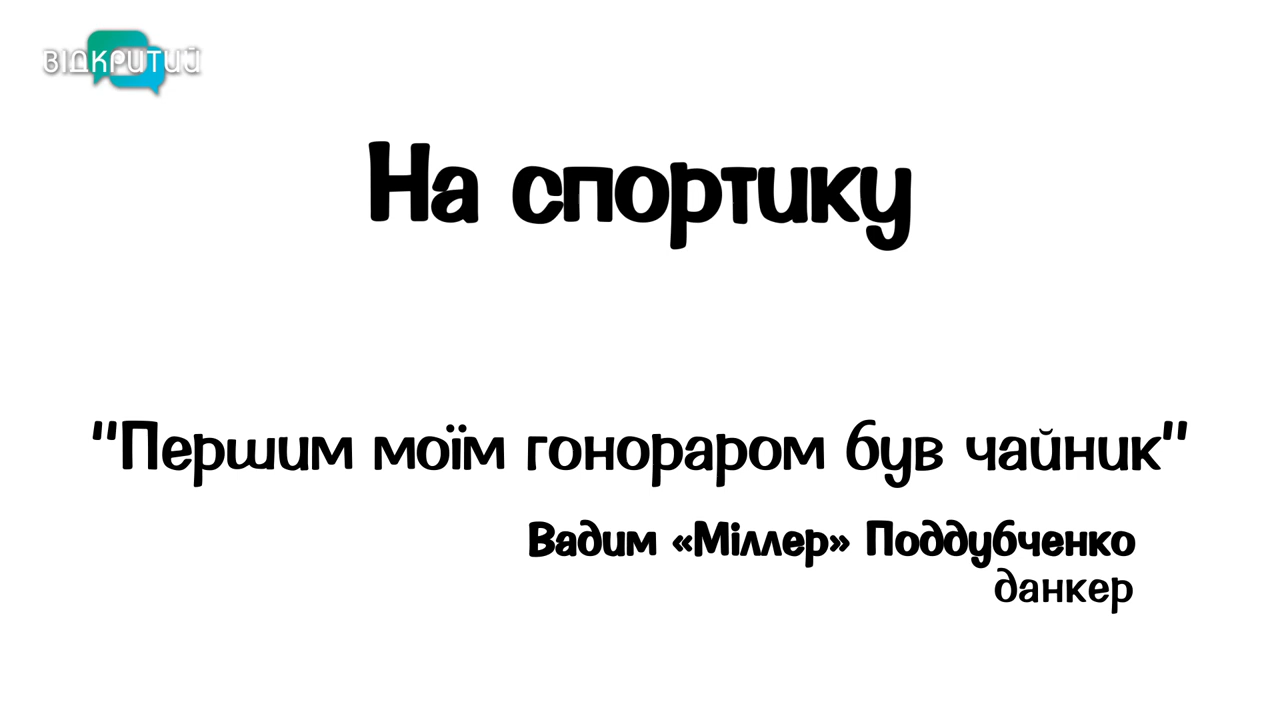 ВІДКРИТИЙ
На спортику
"Першим моїм гонораром був чайник"
Вадим «Міллер» Поддубченко
данкер